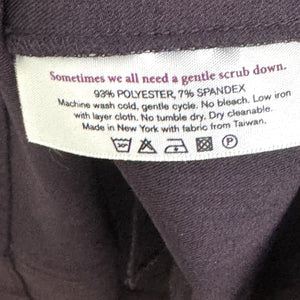 Sometimes we all need a gentle scrub down.
93% POLYESTER, 7% SPANDEX
Machine wash cold, gentle cycle. No bleach. Low iron
with layer cloth. No tumble dry. Dry cleanable.
Made in New York with fabric from Taiwan.